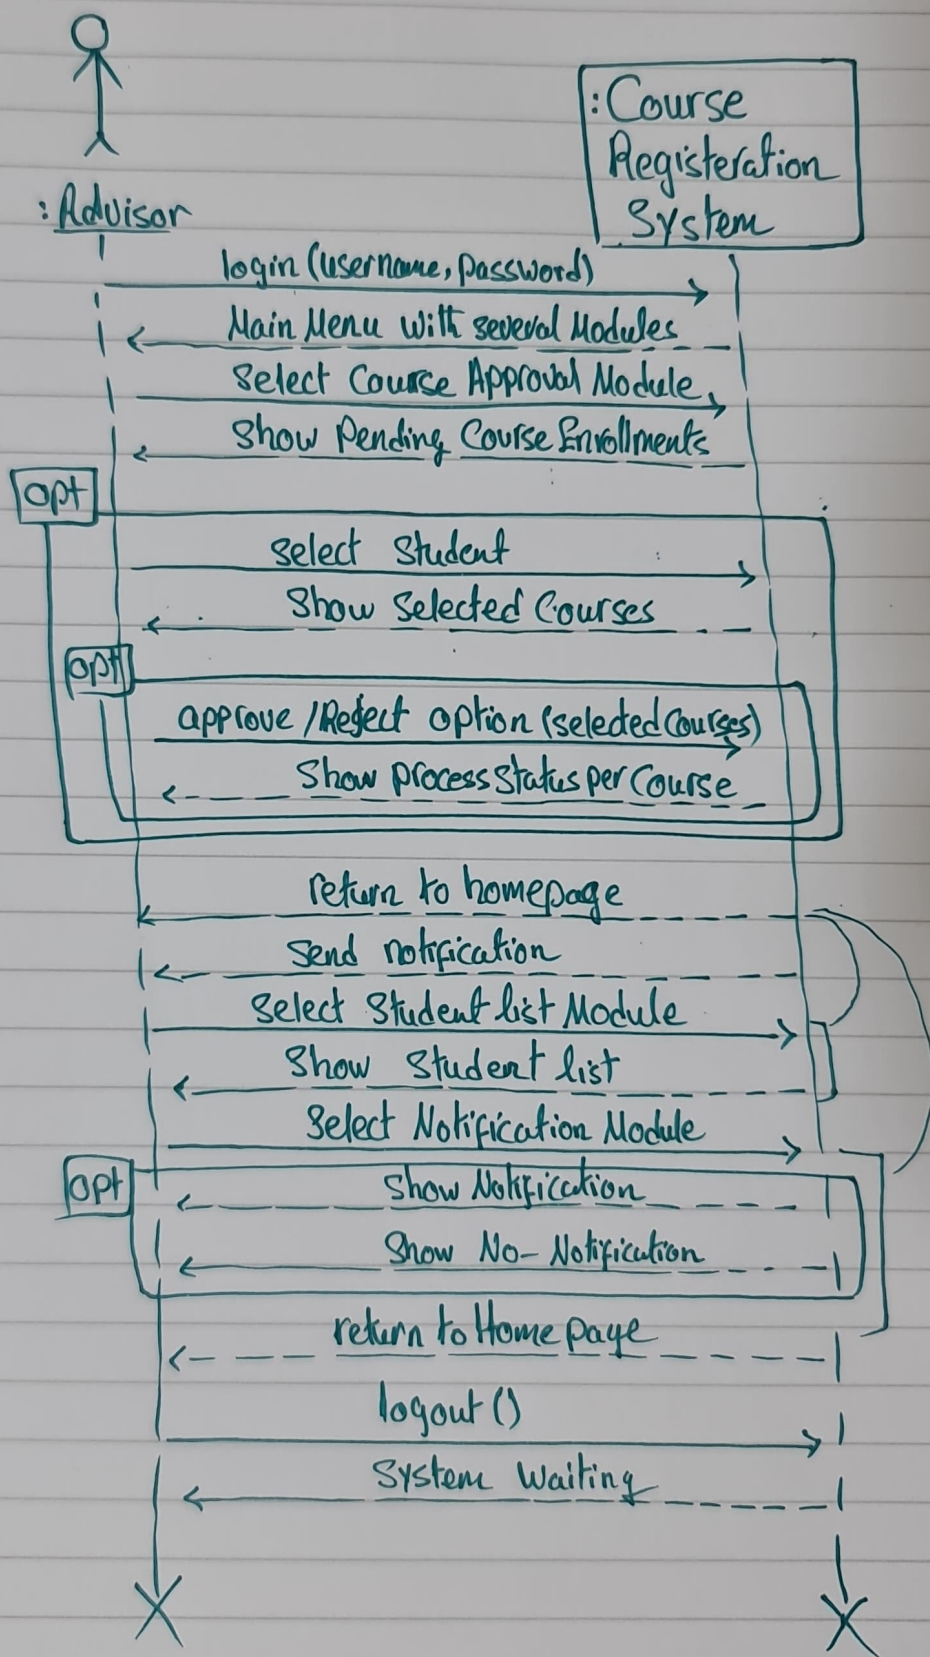 :Course
Registeration
System
:Advisor
login (username, password)
Main Menu with several Modules
Select Course Approval Module
Show Pending Course Enrollments
opt
Select Student
Show Selected Courses
opt
approve / Reject option (selected Courses)
Show process Status per Course
return to homepage
Send notification
Select Student list Module
Show Student list
Select Notification Module
opt
Show Notification
Show No-Notification
return to Home page
logout ()
System Waiting